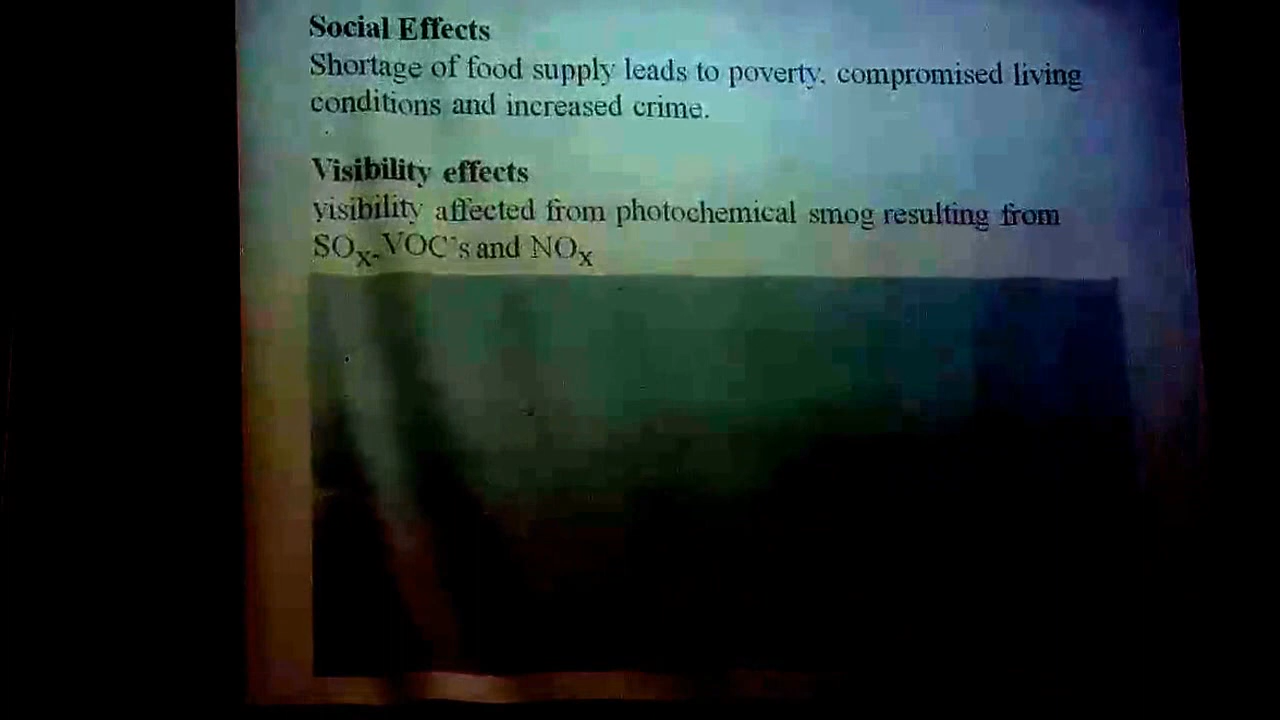 Social Effects
Shortage of food supply leads to poverty, compromised living
conditions and increased crime.
Visibility effects
visibility affected from photochemical smog resulting from
SOx, VOC's and NOx